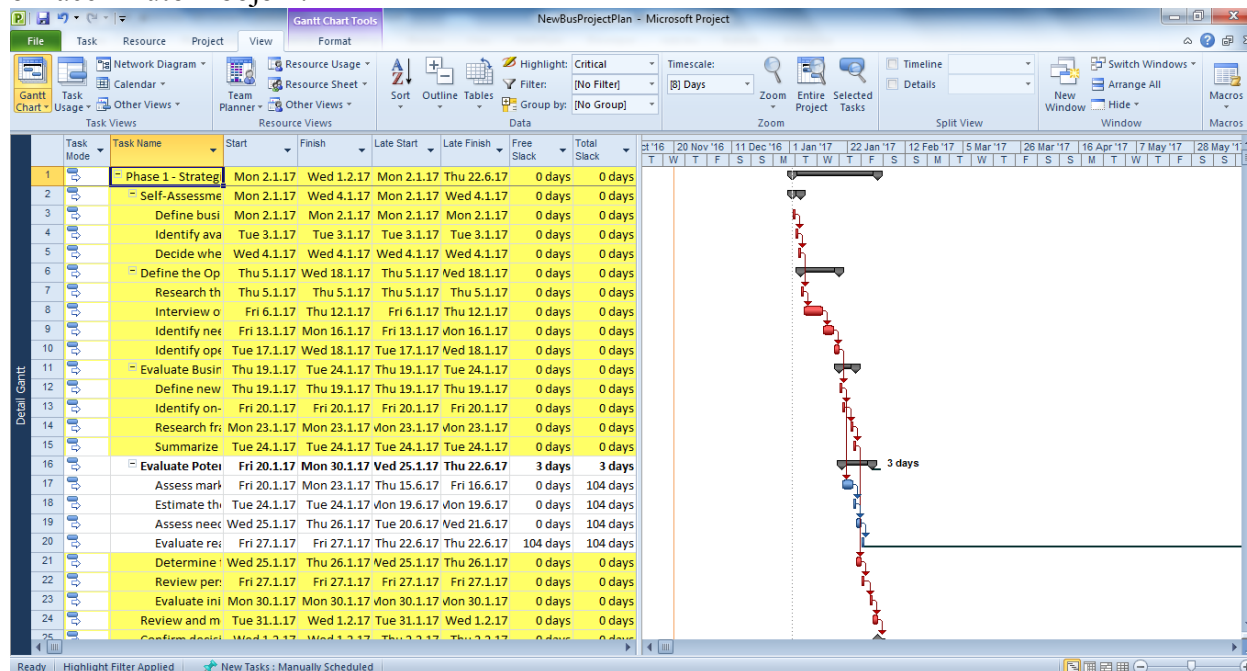 NewBusProjectPlan - Microsoft Project
Gantt Chart Tools
File Task Resource Project View Format
Gantt Chart
Task Usage
Network Diagram
Calendar
Other Views
Task Views
Team Planner
Resource Usage
Resource Sheet
Other Views
Resource Views
Sort
Outline
Tables
Highlight: Critical
Filter: [No Filter]
Group by: [No Group]
Data
Timescale:
[8] Days
Zoom
Entire Project
Selected Tasks
Zoom
Timeline
Details
Split View
New Window
Switch Windows
Arrange All
Hide
Window
Macros
Macros
Task Mode Task Name Start Finish Late Start Late Finish Free Slack Total Slack
ct '16 20 Nov '16 11 Dec '16 1 Jan '17 22 Jan '17 12 Feb '17 5 Mar '17 26 Mar '17 16 Apr '17 7 May '17 28 May '17
T W T F S S M T W T F S S M T W T F S S M T W T F S S
1 Phase 1 - Strateg Mon 2.1.17 Wed 1.2.17 Mon 2.1.17 Thu 22.6.17 0 days 0 days
2 Self-Assessme Mon 2.1.17 Wed 4.1.17 Mon 2.1.17 Wed 4.1.17 0 days 0 days
3 Define busi Mon 2.1.17 Mon 2.1.17 Mon 2.1.17 Mon 2.1.17 0 days 0 days
4 Identify ava Tue 3.1.17 Tue 3.1.17 Tue 3.1.17 Tue 3.1.17 0 days 0 days
5 Decide whe Wed 4.1.17 Wed 4.1.17 Wed 4.1.17 Wed 4.1.17 0 days 0 days
6 Define the Op Thu 5.1.17 Wed 18.1.17 Thu 5.1.17 Wed 18.1.17 0 days 0 days
7 Research th Thu 5.1.17 Thu 5.1.17 Thu 5.1.17 Thu 5.1.17 0 days 0 days
8 Interview o Fri 6.1.17 Thu 12.1.17 Fri 6.1.17 Thu 12.1.17 0 days 0 days
9 Identify nee Fri 13.1.17 Mon 16.1.17 Fri 13.1.17 Mon 16.1.17 0 days 0 days
10 Identify ope Tue 17.1.17 Wed 18.1.17 Tue 17.1.17 Wed 18.1.17 0 days 0 days
11 Evaluate Busin Thu 19.1.17 Tue 24.1.17 Thu 19.1.17 Tue 24.1.17 0 days 0 days
12 Define new Thu 19.1.17 Thu 19.1.17 Thu 19.1.17 Thu 19.1.17 0 days 0 days
13 Identify on- Fri 20.1.17 Fri 20.1.17 Fri 20.1.17 Fri 20.1.17 0 days 0 days
14 Research fra Mon 23.1.17 Mon 23.1.17 Mon 23.1.17 Mon 23.1.17 0 days 0 days
15 Summarize Tue 24.1.17 Tue 24.1.17 Tue 24.1.17 Tue 24.1.17 0 days 0 days
16 Evaluate Poter Fri 20.1.17 Mon 30.1.17 Wed 25.1.17 Thu 22.6.17 3 days 3 days 3 days
17 Assess mark Fri 20.1.17 Mon 23.1.17 Thu 15.6.17 Fri 16.6.17 0 days 104 days
18 Estimate the Tue 24.1.17 Tue 24.1.17 Mon 19.6.17 Mon 19.6.17 0 days 104 days
19 Assess need Wed 25.1.17 Thu 26.1.17 Tue 20.6.17 Wed 21.6.17 0 days 104 days
20 Evaluate rea Fri 27.1.17 Fri 27.1.17 Thu 22.6.17 Thu 22.6.17 104 days 104 days
21 Determine Wed 25.1.17 Thu 26.1.17 Wed 25.1.17 Thu 26.1.17 0 days 0 days
22 Review pers Fri 27.1.17 Fri 27.1.17 Fri 27.1.17 Fri 27.1.17 0 days 0 days
23 Evaluate ini Mon 30.1.17 Mon 30.1.17 Mon 30.1.17 Mon 30.1.17 0 days 0 days
24 Review and m Tue 31.1.17 Wed 1.2.17 Tue 31.1.17 Wed 1.2.17 0 days 0 days
Detail Gantt
Ready Highlight Filter Applied New Tasks : Manually Scheduled